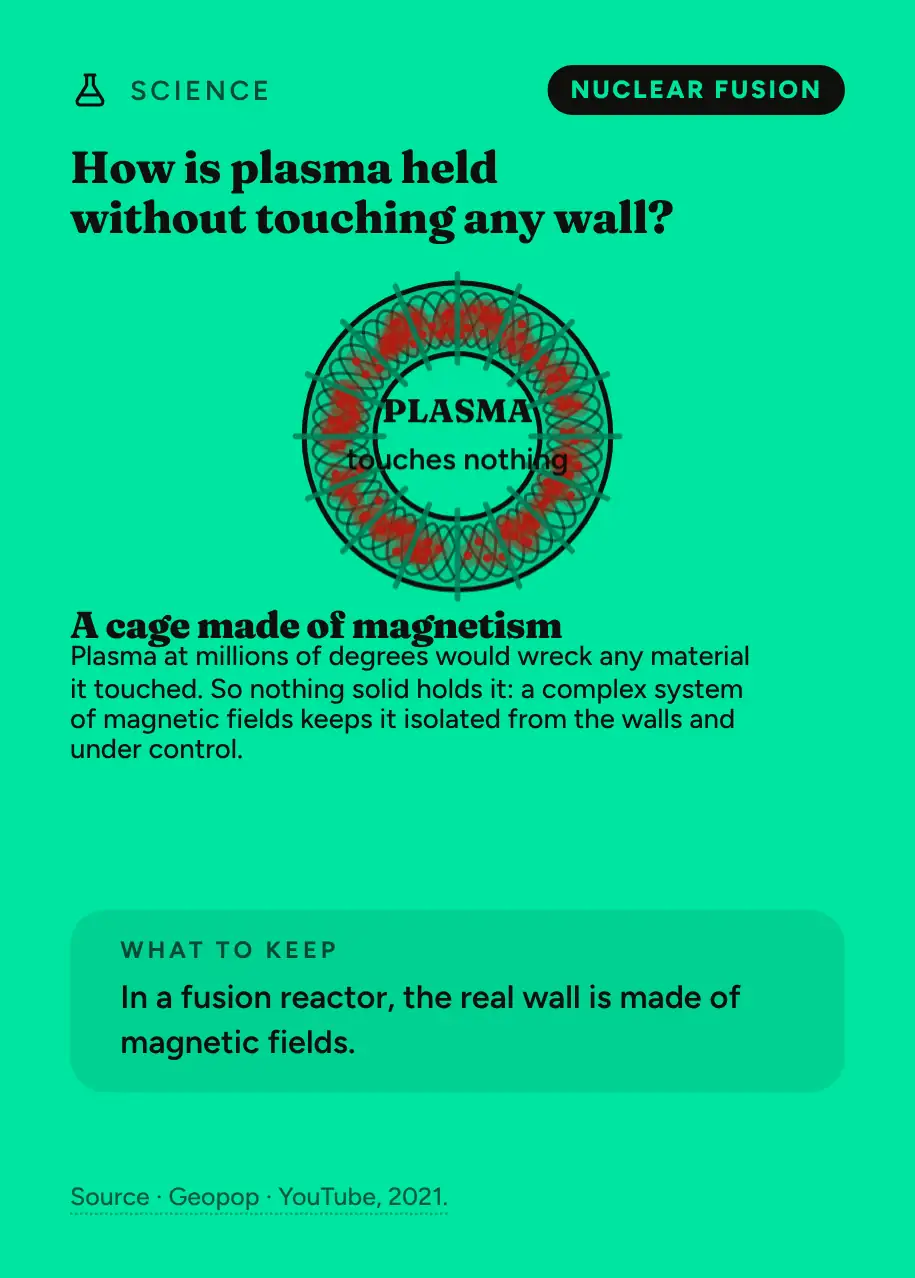 SCIENCE
NUCLEAR FUSION
How is plasma held
without touching any wall?
PLASMA
touches nothing
A cage made of magnetism
Plasma at millions of degrees would wreck any material
it touched. So nothing solid holds it: a complex system
of magnetic fields keeps it isolated from the walls and
under control.
WHAT TO KEEP
In a fusion reactor, the real wall is made of
magnetic fields.
Source · Geopop · YouTube, 2021.